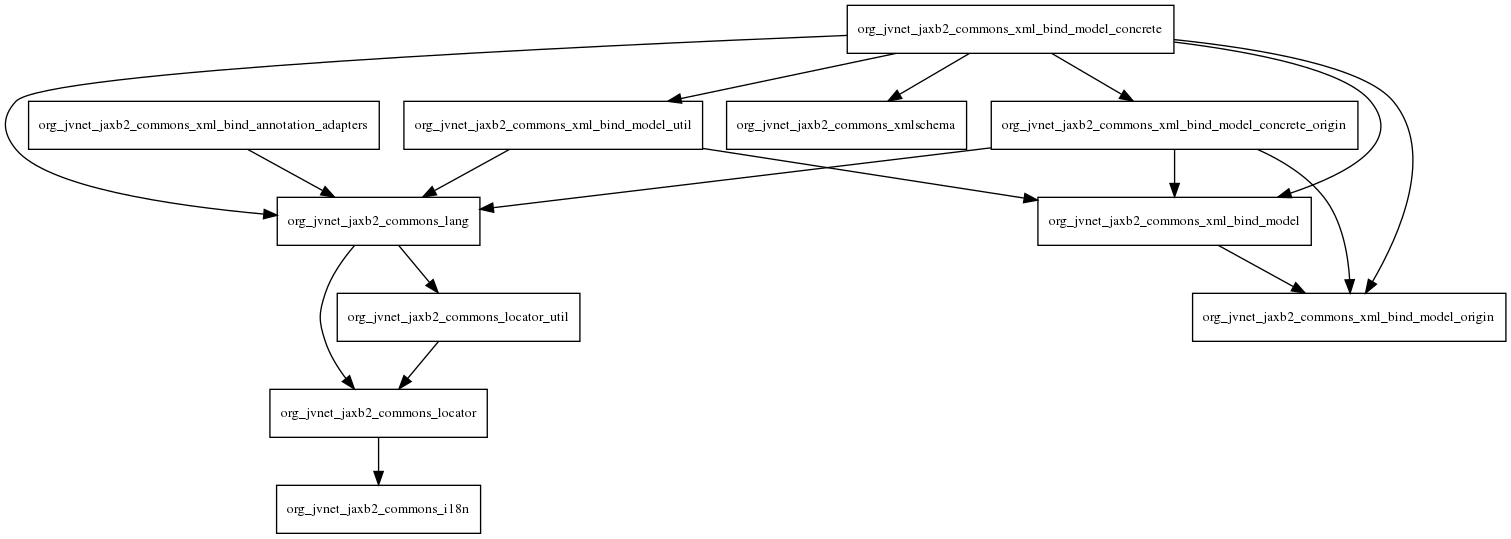 org_jvnet_jaxb2_commons_xml_bind_model_concrete
org_jvnet_jaxb2_commons_xml_bind_annotation_adapters
org_jvnet_jaxb2_commons_xml_bind_model_util
org_jvnet_jaxb2_commons_xmlschema
org_jvnet_jaxb2_commons_xml_bind_model_concrete_origin
org_jvnet_jaxb2_commons_lang
org_jvnet_jaxb2_commons_xml_bind_model
org_jvnet_jaxb2_commons_locator_util
org_jvnet_jaxb2_commons_xml_bind_model_origin
org_jvnet_jaxb2_commons_locator
org_jvnet_jaxb2_commons_i18n